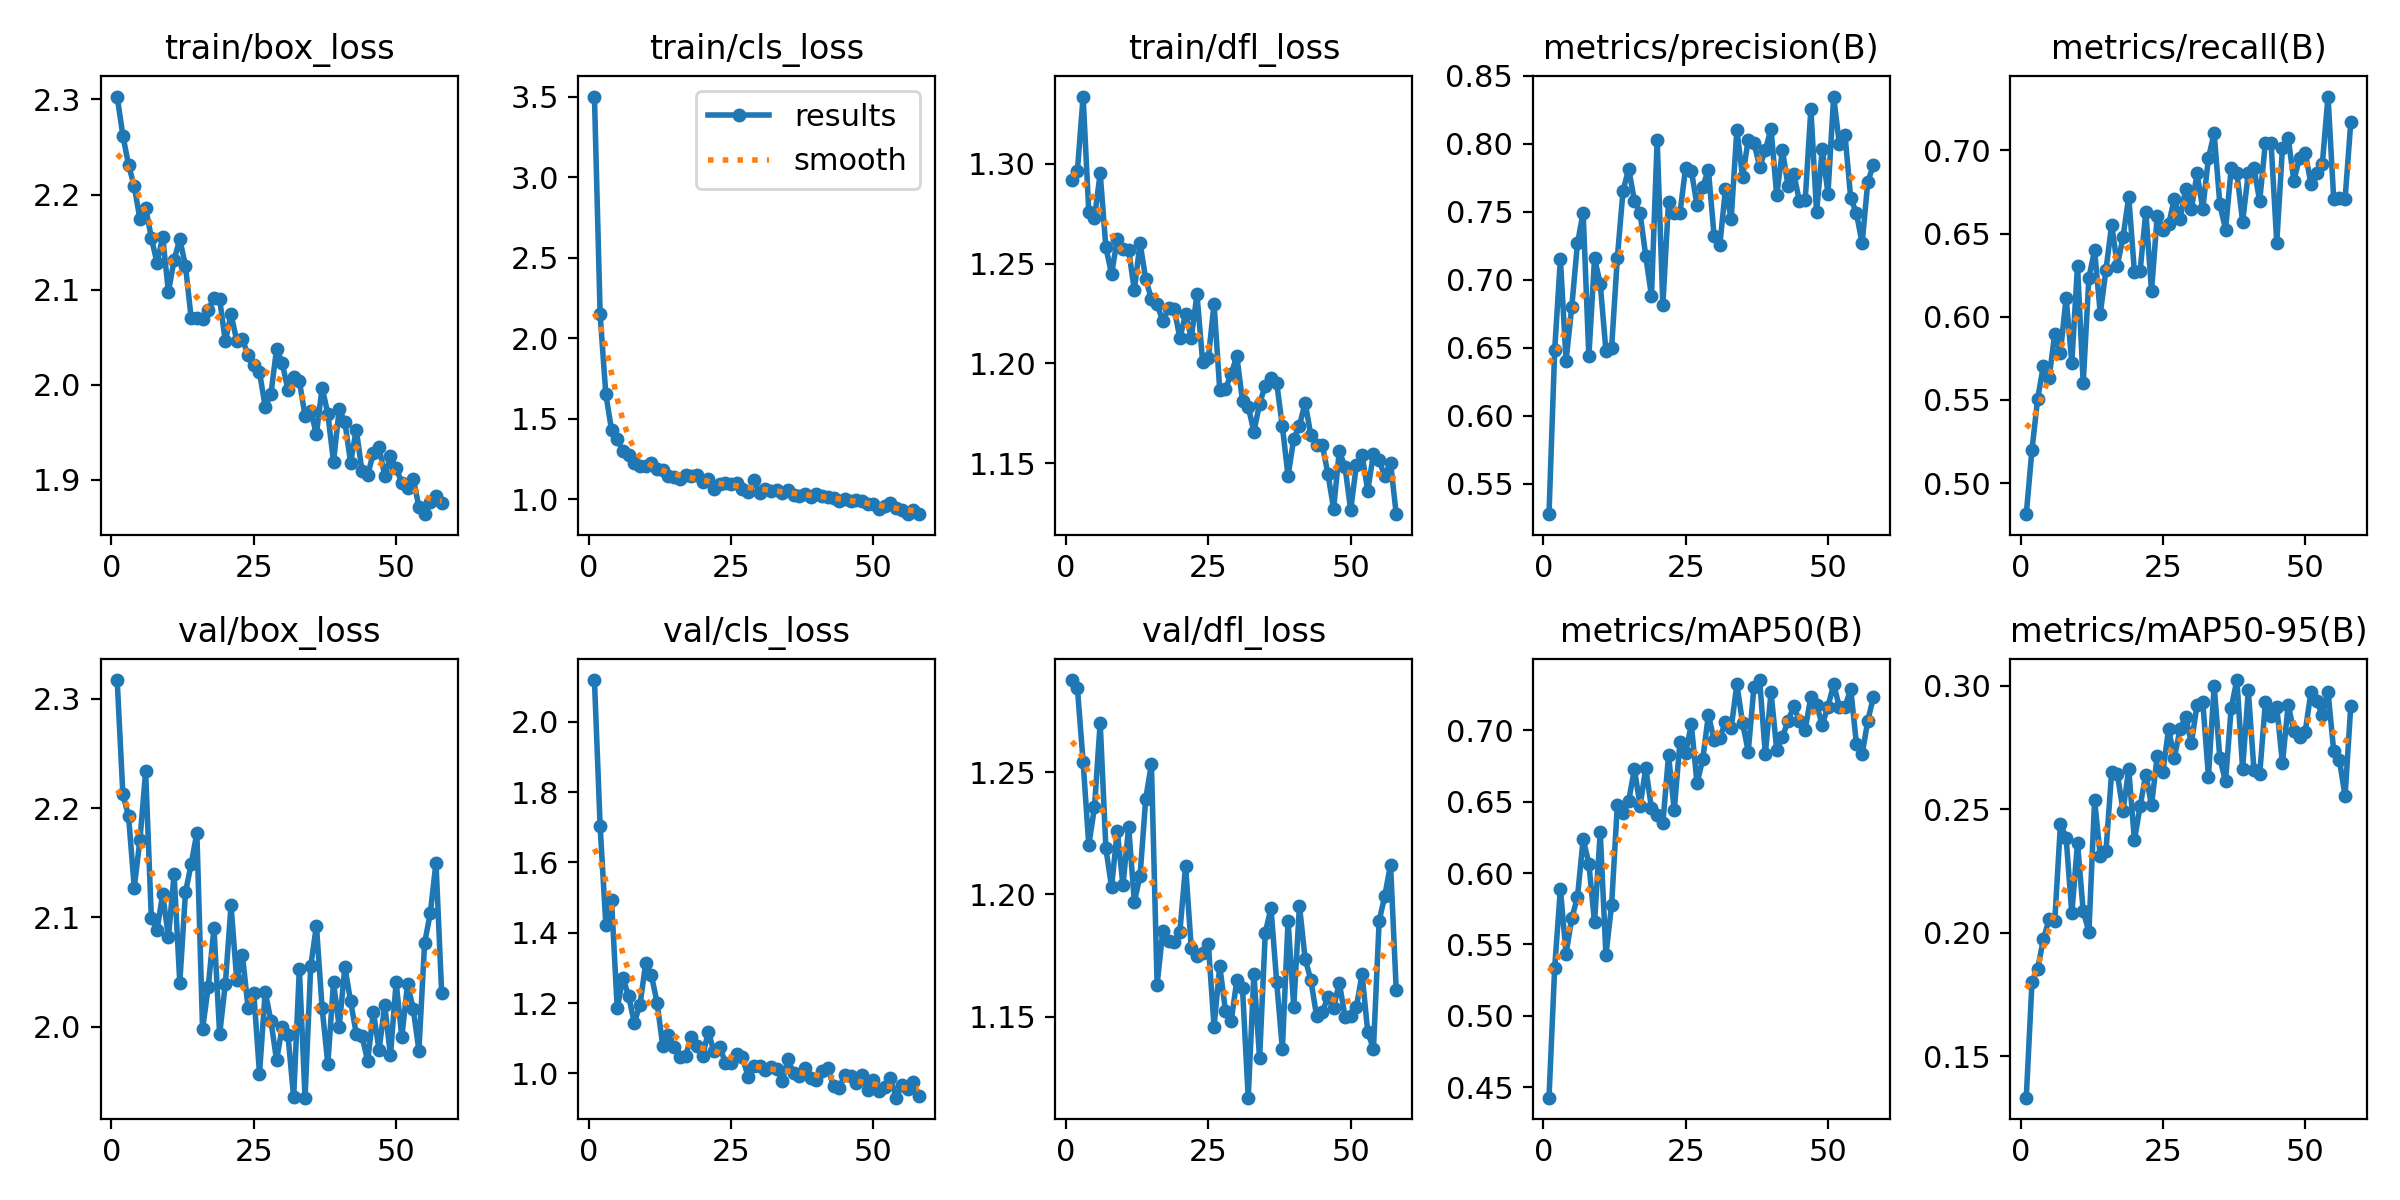 train/box_loss
2.3
2.2
2.1
2.0
1.9
0 25 50
train/cls_loss
3.5
3.0
2.5
2.0
1.5
1.0
results
smooth
0 25 50
train/dfl_loss
1.30
1.25
1.20
1.15
0 25 50
metrics/precision(B)
0.85
0.80
0.75
0.70
0.65
0.60
0.55
0 25 50
metrics/recall(B)
0.70
0.65
0.60
0.55
0.50
0 25 50
val/box_loss
2.3
2.2
2.1
2.0
0 25 50
val/cls_loss
2.0
1.8
1.6
1.4
1.2
1.0
0 25 50
val/dfl_loss
1.25
1.20
1.15
0 25 50
metrics/mAP50(B)
0.70
0.65
0.60
0.55
0.50
0.45
0 25 50
metrics/mAP50-95(B)
0.30
0.25
0.20
0.15
0 25 50